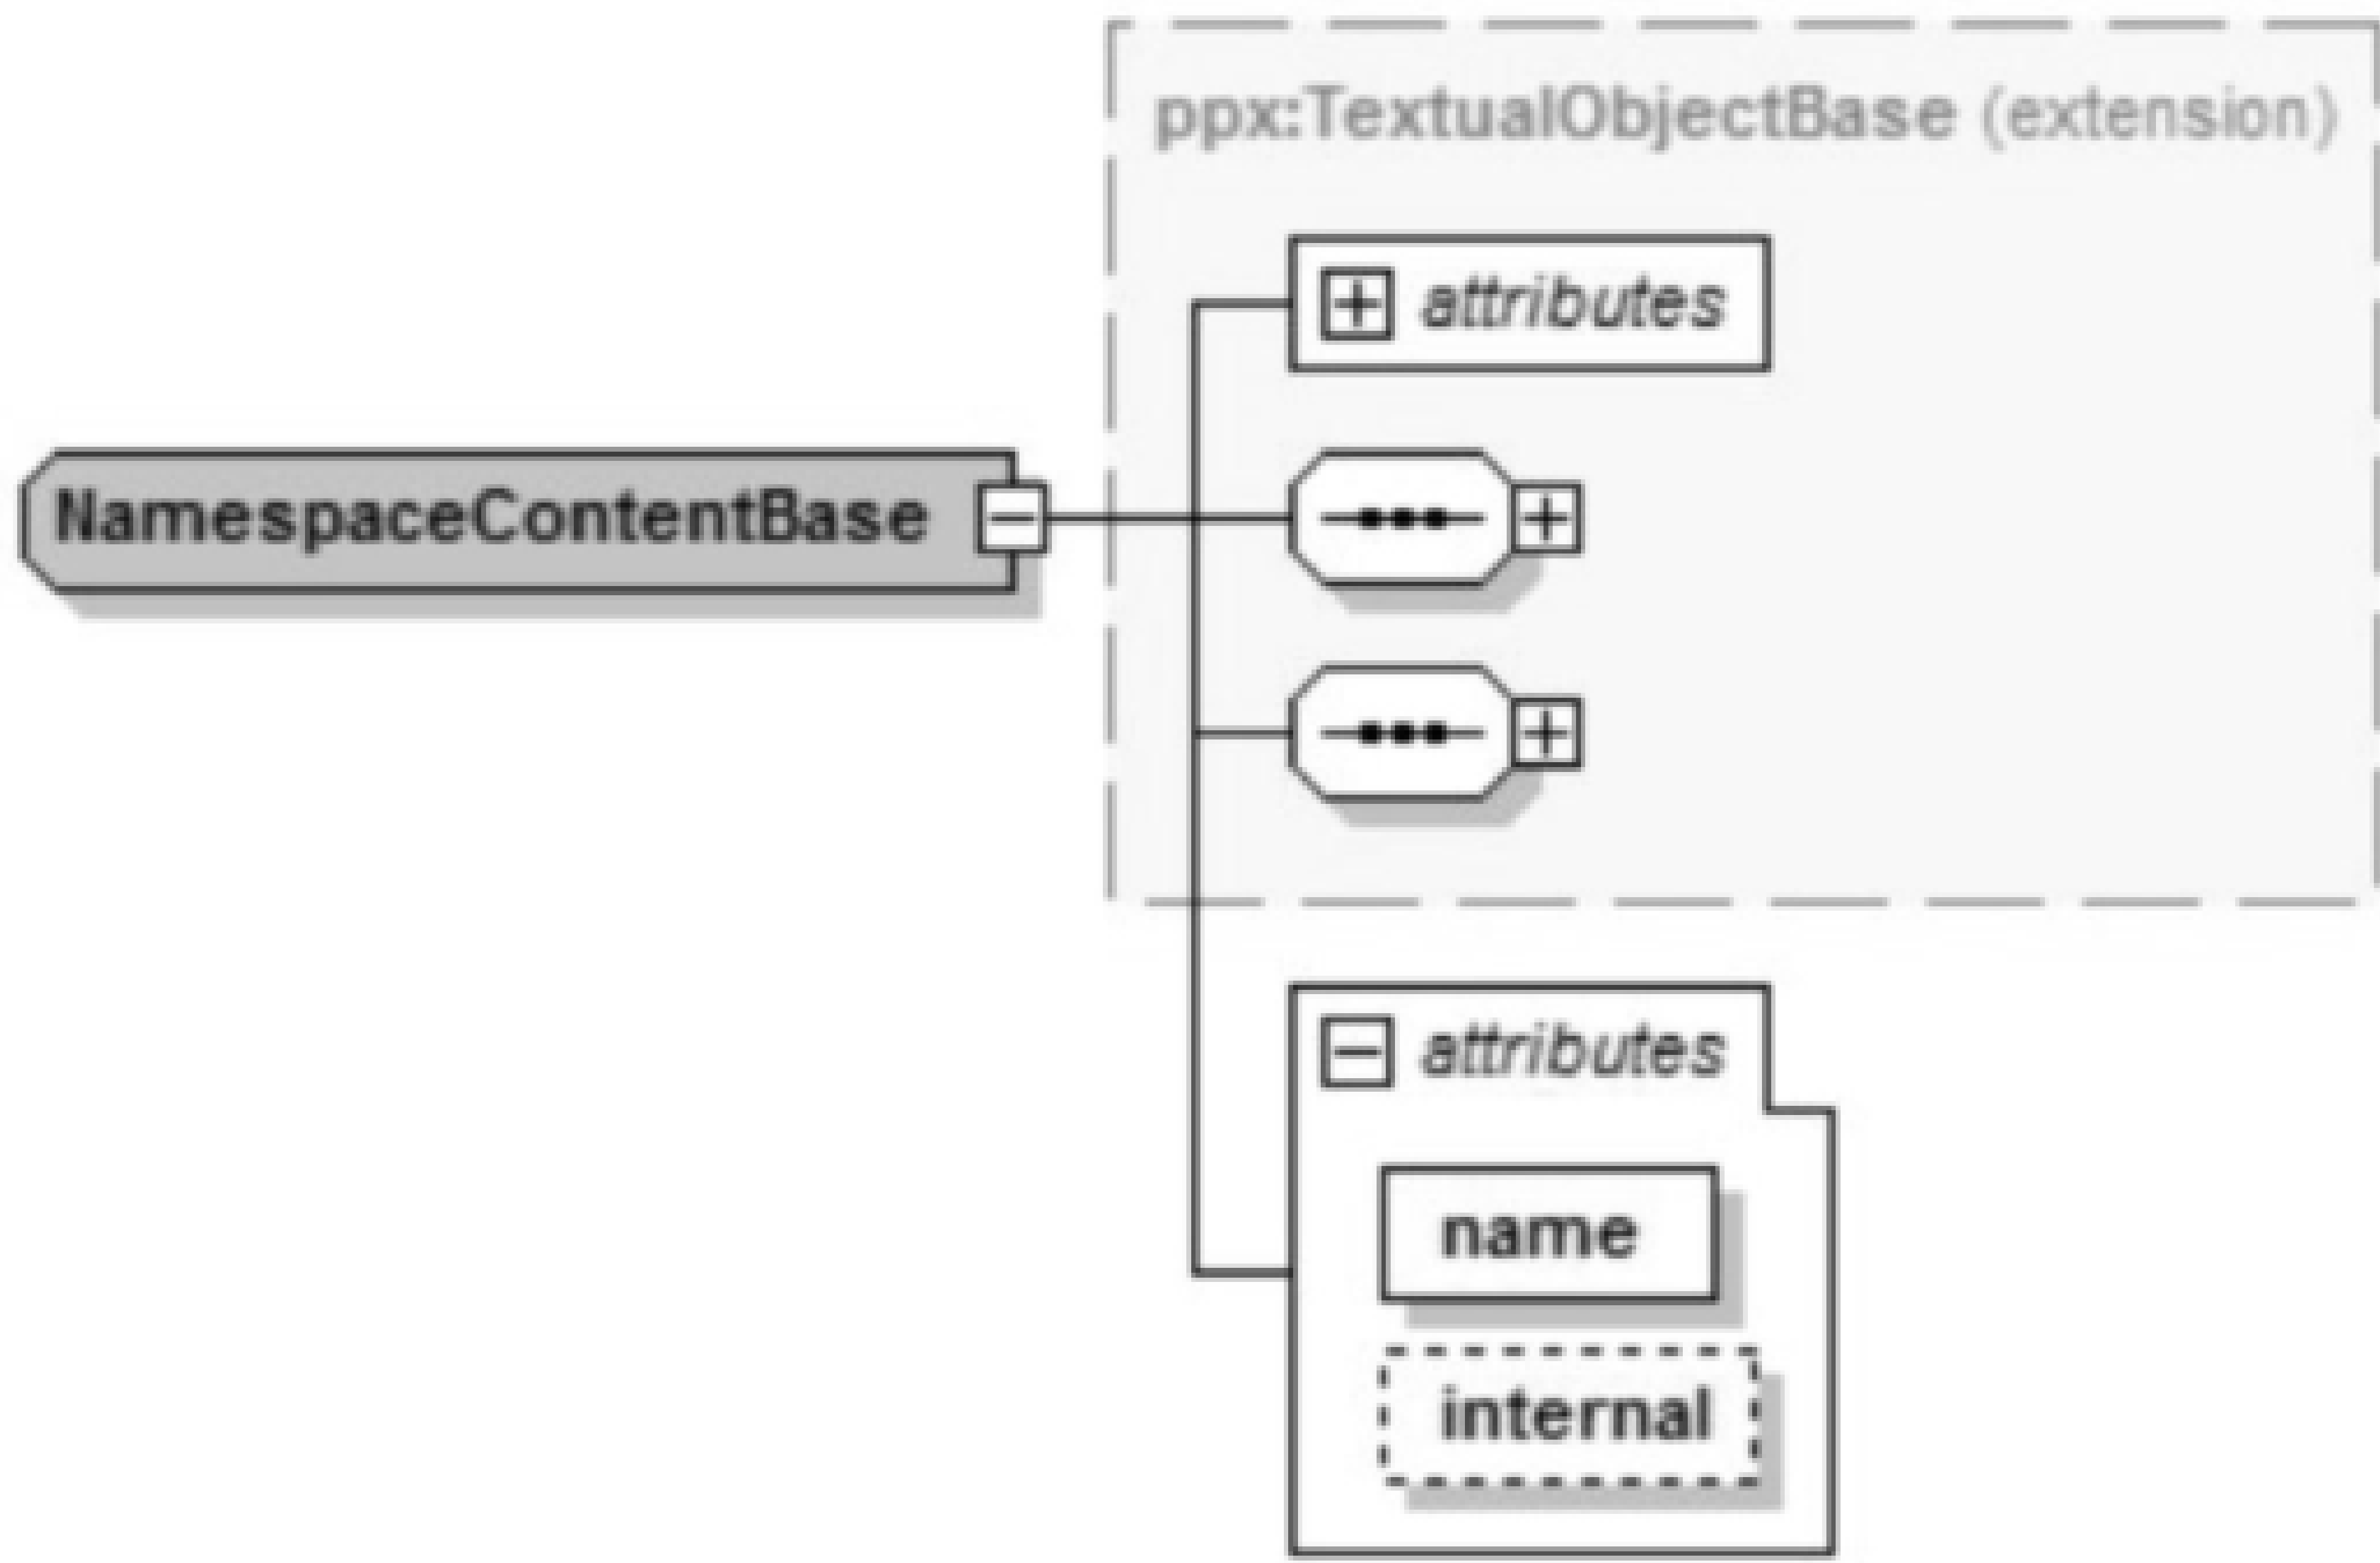 ppx:TextualObjectBase (extension)
attributes
NamespaceContentBase
attributes
name
internal